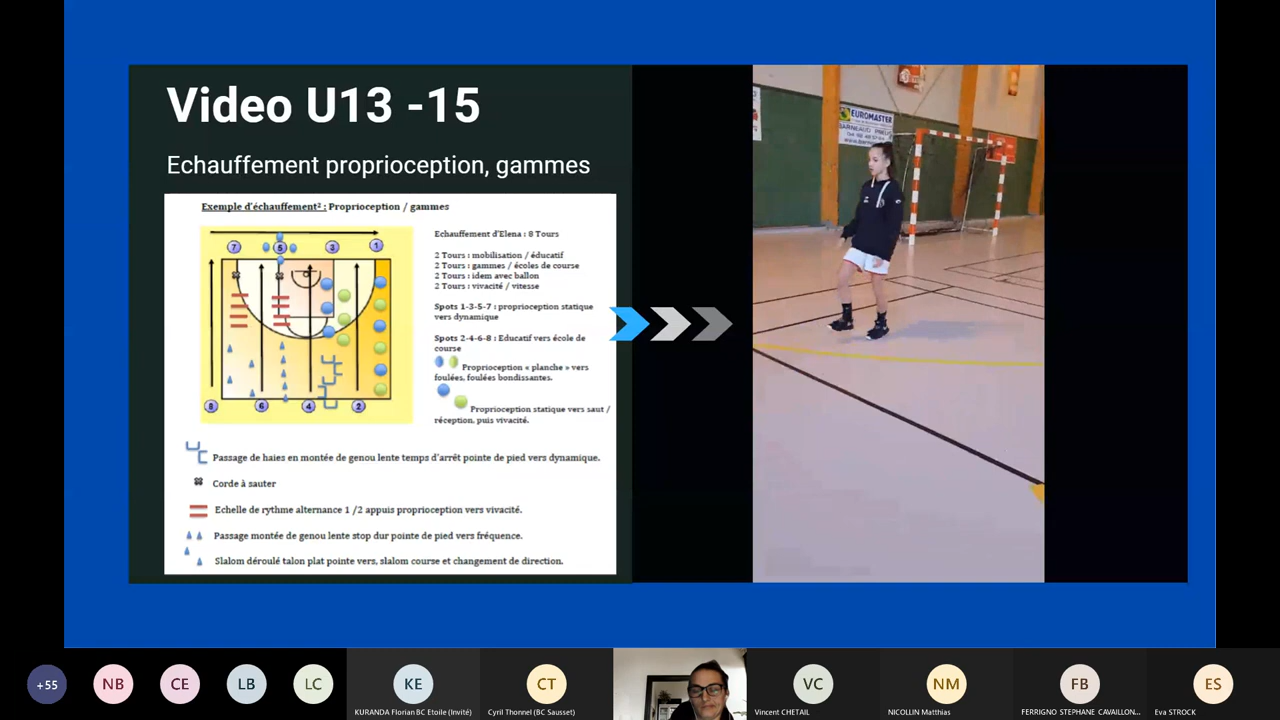 Video U13 -15
Echauffement proprioception, gammes
Exemple d'échauffement² : Proprioception / gammes
7
5
3
1
8
6
4
2
Echauffement d'Elena : 8 Tours
2 Tours : mobilisation / éducatif
2 Tours : gammes / écoles de course
2 Tours : idem avec ballon
2 Tours : vivacité / vitesse
Spots 1-3-5-7 : proprioception statique
vers dynamique
Spots 2-4-6-8 : Educatif vers école de
course
Proprioception « planche » vers
foulées, foulées bondissantes.
Proprioception statique vers saut /
réception, puis vivacité.
Passage de haies en montée de genou lente temps d'arrêt pointe de pied vers dynamique.
Corde à sauter
Echelle de rythme alternance 1 /2 appuis proprioception vers vivacité.
Passage montée de genou lente stop dur pointe de pied vers fréquence.
Slalom déroulé talon plat pointe vers, slalom course et changement de direction.
EUROMASTER
+55
NB
CE
LB
LC
KE
KURANDA Florian BC Etoile (Invité)
CT
Cyril Thonnel (BC Sausset)
VC
Vincent CHETAIL
NM
NICOLLIN Matthias
FB
FERRIGNO STEPHANE CAVAILLON...
ES
Eva STROCK